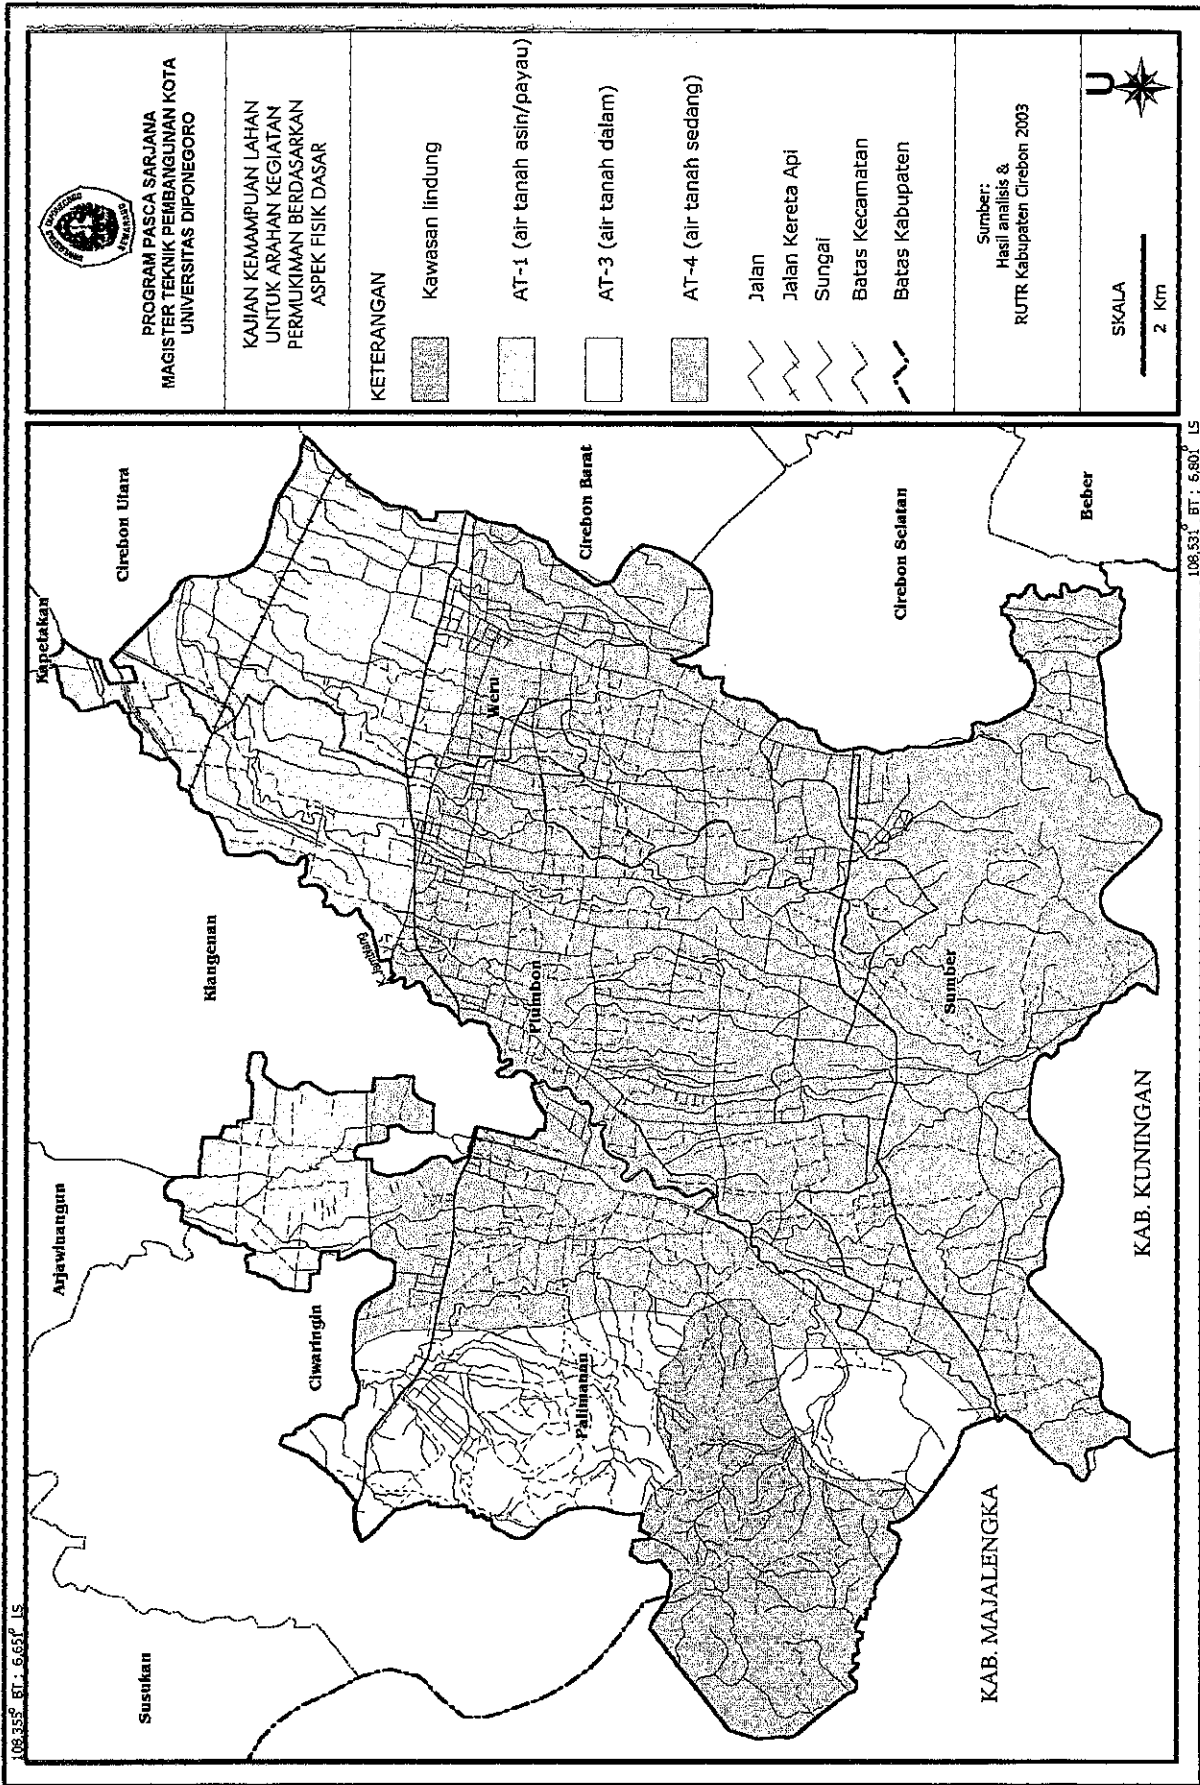 PROGRAM PASCA SARJANA
MAGISTER TEKNIK PEMBANGUNAN KOTA
UNIVERSITAS DIPONEGORO
KAJIAN KEMAMPUAN LAHAN
UNTUK ARAHAN KEGIATAN
PERMUKIMAN BERDASARKAN
ASPEK FISIK DASAR
KETERANGAN
Kawasan lindung
AT-1 (air tanah asin/payau)
AT-3 (air tanah dalam)
AT-4 (air tanah sedang)
Jalan
Jalan Kereta Api
Sungai
Batas Kecamatan
Batas Kabupaten
Sumber:
Hasil analisis &
RUTR Kabupaten Cirebon 2003
SKALA
2 Km
U
108.355° BT ; 6.651° LS
Susukan
Arjawinangun
Ciwaringin
Klangenan
Kapetakan
Cirebon Utara
Cirebon Barat
Cirebon Selatan
Beber
Weru
Plumbon
Palimanan
Sumber
KAB. MAJALENGKA
KAB. KUNINGAN
108.531° BT ; 6.801° LS